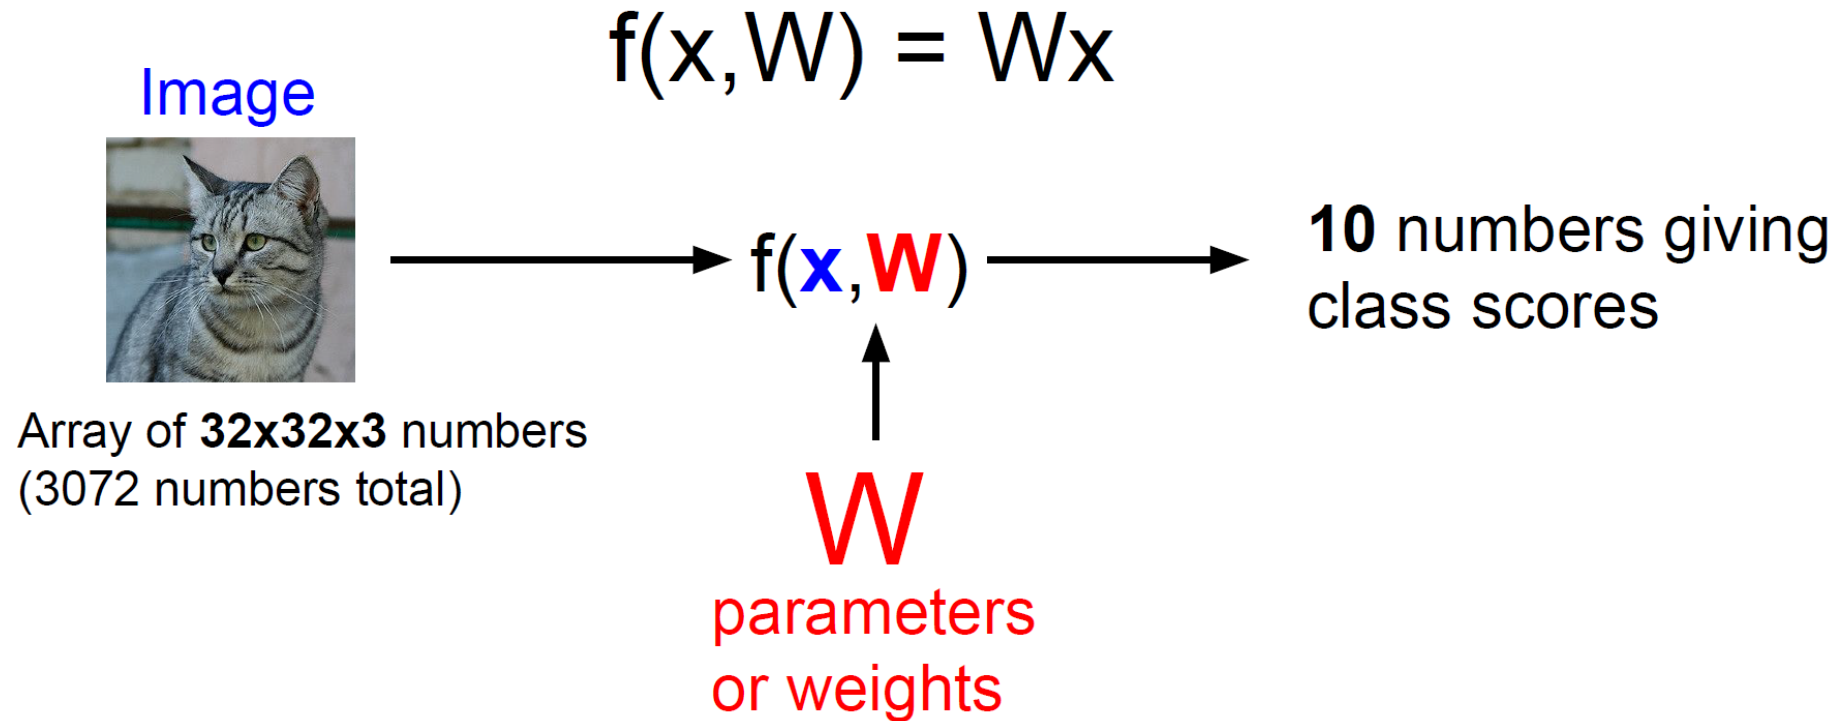 f(x,W) = Wx
Image
f(x,W)
10 numbers giving
class scores
Array of 32x32x3 numbers
(3072 numbers total)
W
parameters
or weights